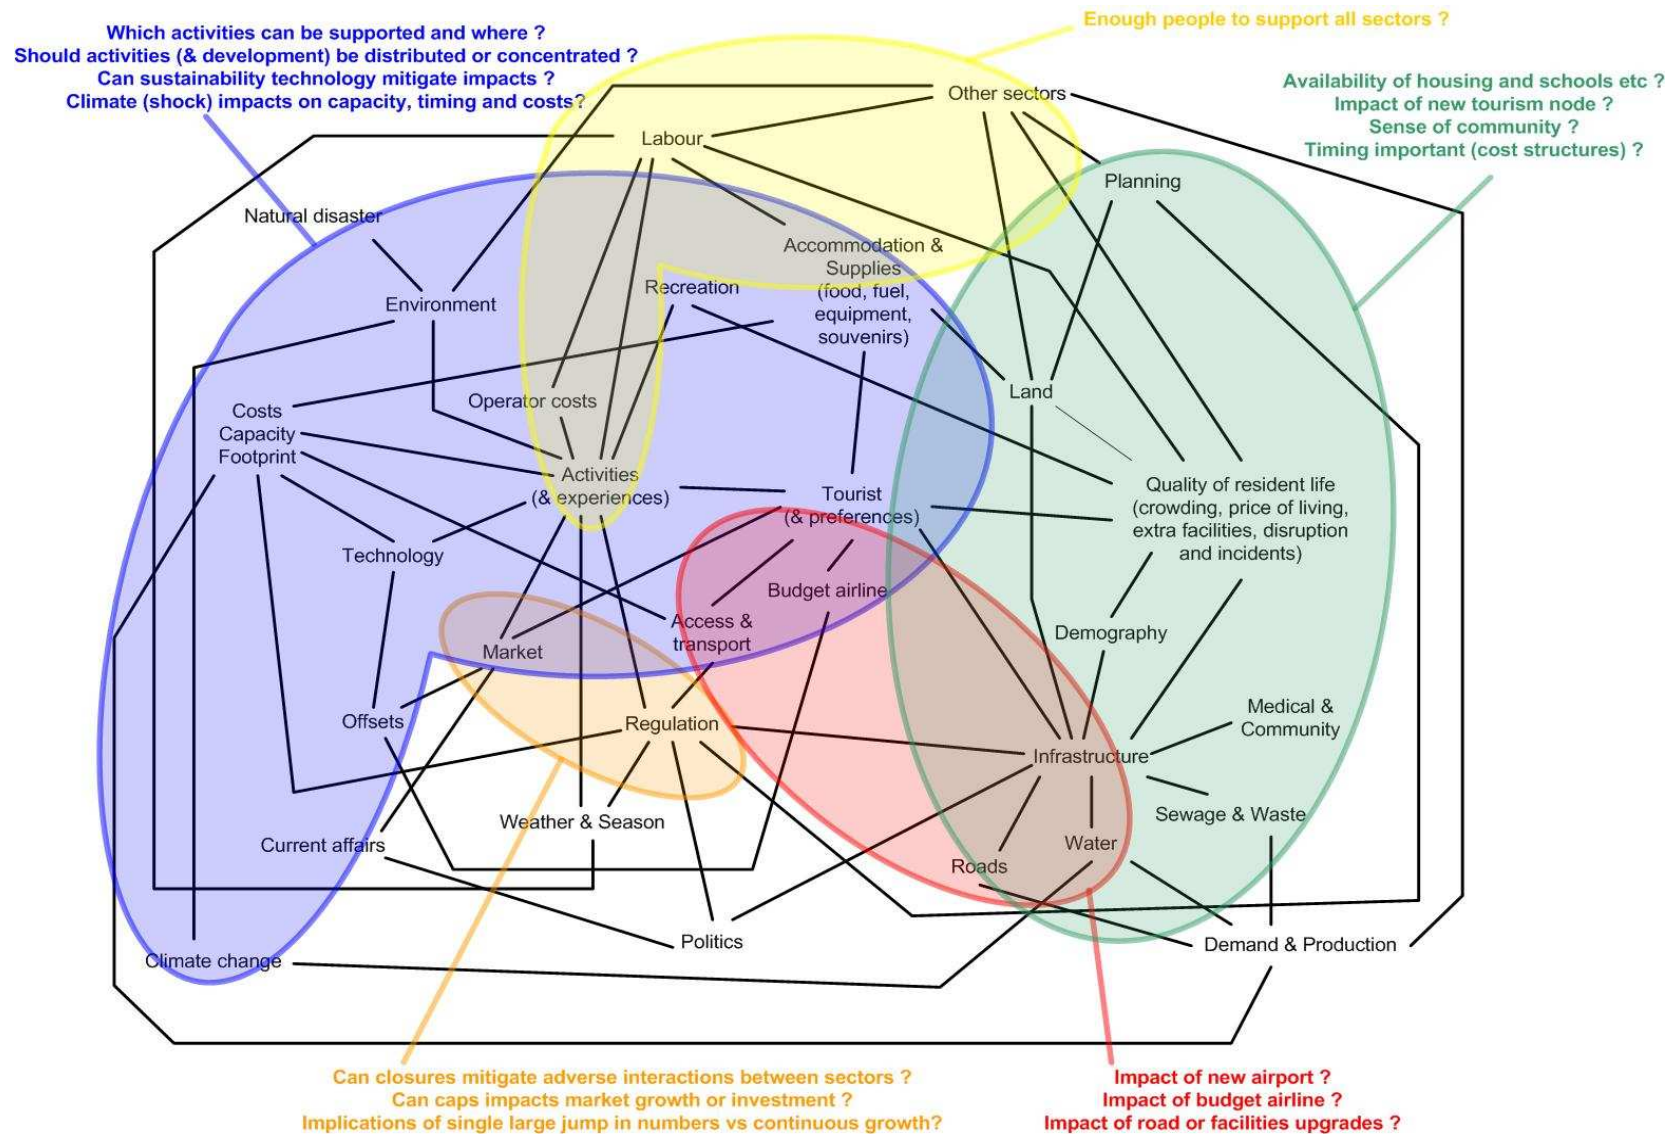 Enough people to support all sectors ?
Which activities can be supported and where ?
Should activities (& development) be distributed or concentrated ?
Can sustainability technology mitigate impacts ?
Climate (shock) impacts on capacity, timing and costs?
Availability of housing and schools etc ?
Impact of new tourism node ?
Sense of community ?
Timing important (cost structures) ?
Other sectors
Labour
Planning
Natural disaster
Accommodation &
Supplies
(food, fuel,
equipment,
souvenirs)
Recreation
Environment
Operator costs
Land
Costs
Capacity
Footprint
Activities
(& experiences)
Tourist
(& preferences)
Quality of resident life
(crowding, price of living,
extra facilities, disruption
and incidents)
Technology
Budget airline
Access &
transport
Demography
Market
Offsets
Regulation
Medical &
Community
Infrastructure
Weather & Season
Sewage & Waste
Current affairs
Water
Roads
Politics
Demand & Production
Climate change
Can closures mitigate adverse interactions between sectors ?
Can caps impacts market growth or investment ?
Implications of single large jump in numbers vs continuous growth?
Impact of new airport ?
Impact of budget airline ?
Impact of road or facilities upgrades ?